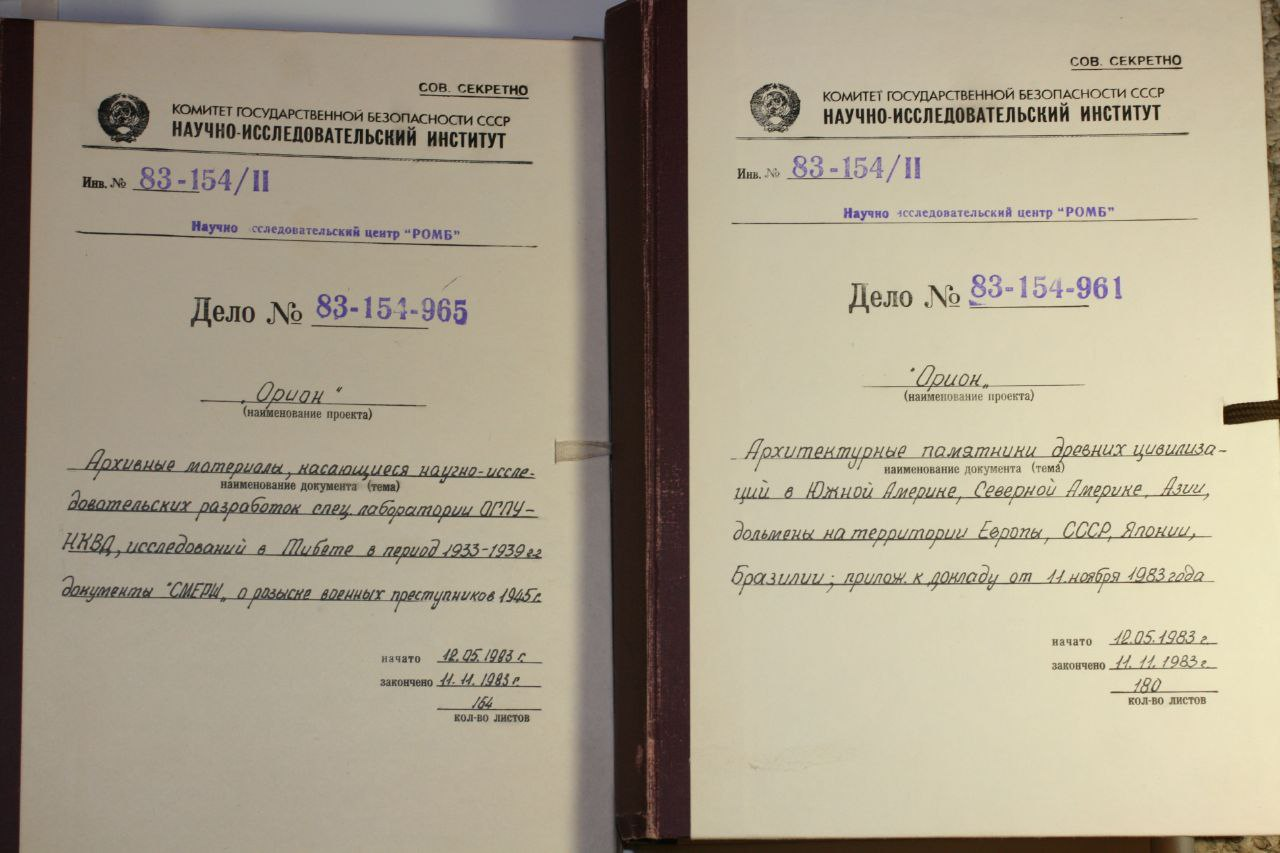 СОВ. СЕКРЕТНО
КОМИТЕТ ГОСУДАРСТВЕННОЙ БЕЗОПАСНОСТИ СССР
НАУЧНО-ИССЛЕДОВАТЕЛЬСКИЙ ИНСТИТУТ
Инв. № 83-154/II
Научно сследовательский центр "РОМБ"
Дело № 83-154-965
„Орион"
(наименование проекта)
Архивные материалы, касающиеся научно-иссле-
наименование документа (тема)
довательских разработок спец. лаборатории ОГПУ-
НКВД, исследований в Тибете в период 1933-1939 г.г.
документы "СМЕРШ„ о розыске военных преступников 1945г.
начато 12.05.1983 г.
закончено 11.11.1983 г.
164
кол-во листов
СОВ. СЕКРЕТНО
КОМИТЕТ ГОСУДАРСТВЕННОЙ БЕЗОПАСНОСТИ СССР
НАУЧНО-ИССЛЕДОВАТЕЛЬСКИЙ ИНСТИТУТ
Инв. № 83-154/II
Научно исследовательский центр "РОМБ"
Дело № 83-154-961
"Орион„
(наименование проекта)
Архитектурные памятники древних цивилиза-
наименование документа (тема)
ций в Южной Америке, Северной Америке, Азии,
дольмены на территории Европы, СССР, Японии,
Бразилии; прилож. к докладу от 11 ноября 1983 года
начато 12.05.1983 г.
закончено 11.11.1983 г.
180
кол-во листов